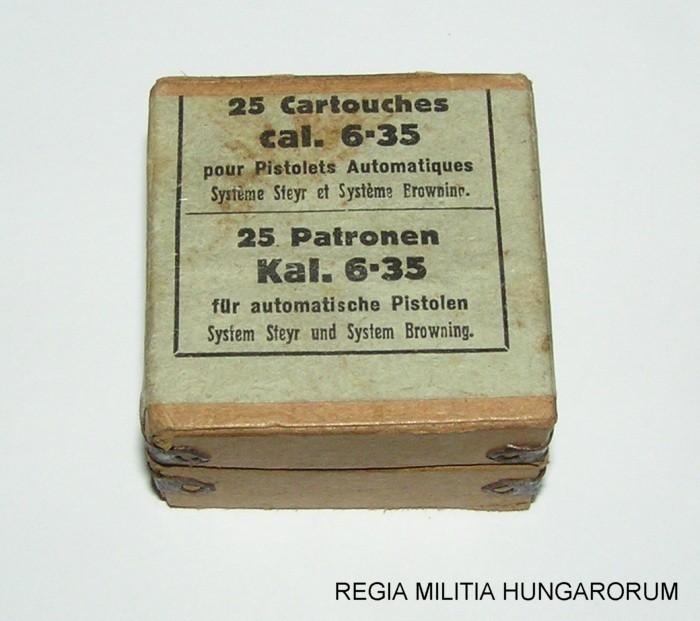 25 Cartouches
cal. 6·35
pour Pistolets Automatiques
Système Steyr et Système Browning.
25 Patronen
Kal. 6·35
für automatische Pistolen
System Steyr und System Browning.
REGIA MILITIA HUNGARORUM